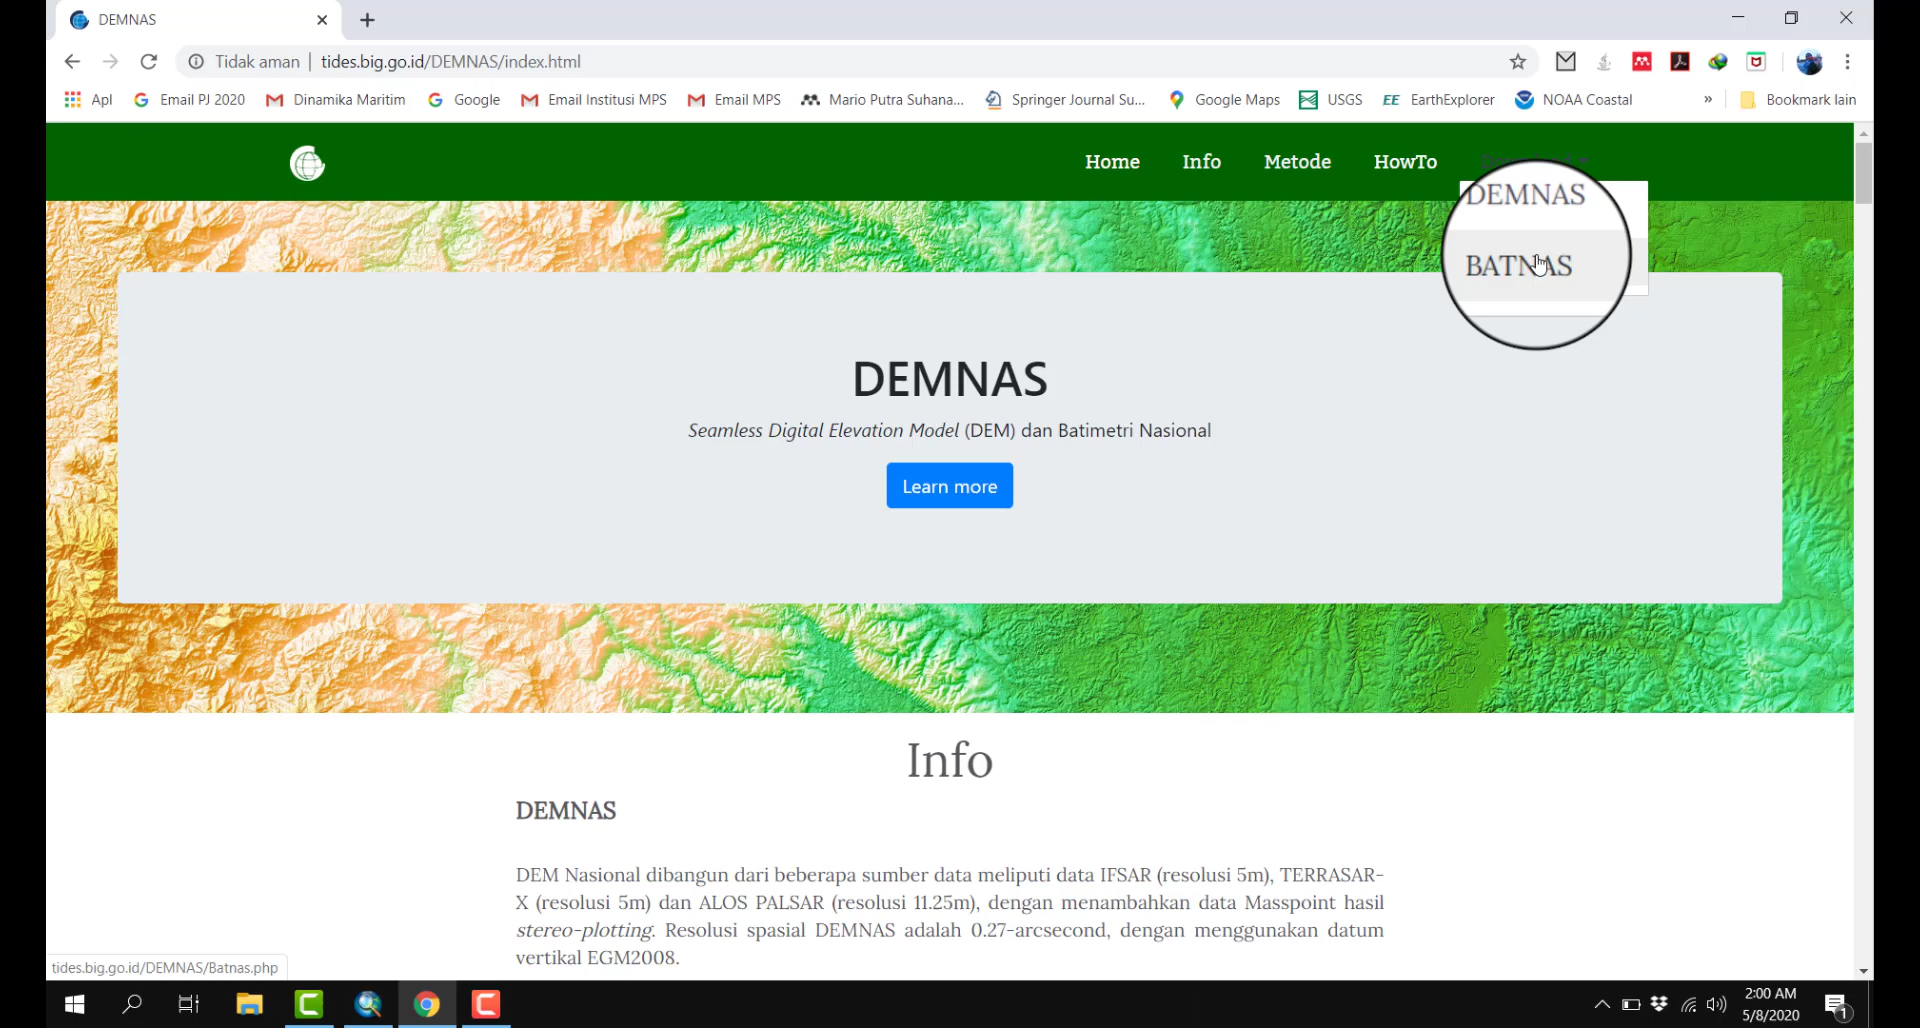 DEMNAS
Tidak aman | tides.big.go.id/DEMNAS/index.html
Apl Email PJ 2020 Dinamika Maritim Google Email Institusi MPS Email MPS Mario Putra Suhana... Springer Journal Su... Google Maps USGS EE EarthExplorer NOAA Coastal » Bookmark lain
Home Info Metode HowTo
DEMNAS
BATNAS
DEMNAS
Seamless Digital Elevation Model (DEM) dan Batimetri Nasional
Learn more
Info
DEMNAS
DEM Nasional dibangun dari beberapa sumber data meliputi data IFSAR (resolusi 5m), TERRASAR-
X (resolusi 5m) dan ALOS PALSAR (resolusi 11.25m), dengan menambahkan data Masspoint hasil
stereo-plotting. Resolusi spasial DEMNAS adalah 0.27-arcsecond, dengan menggunakan datum
vertikal EGM2008.
tides.big.go.id/DEMNAS/Batnas.php
2:00 AM
5/8/2020
1